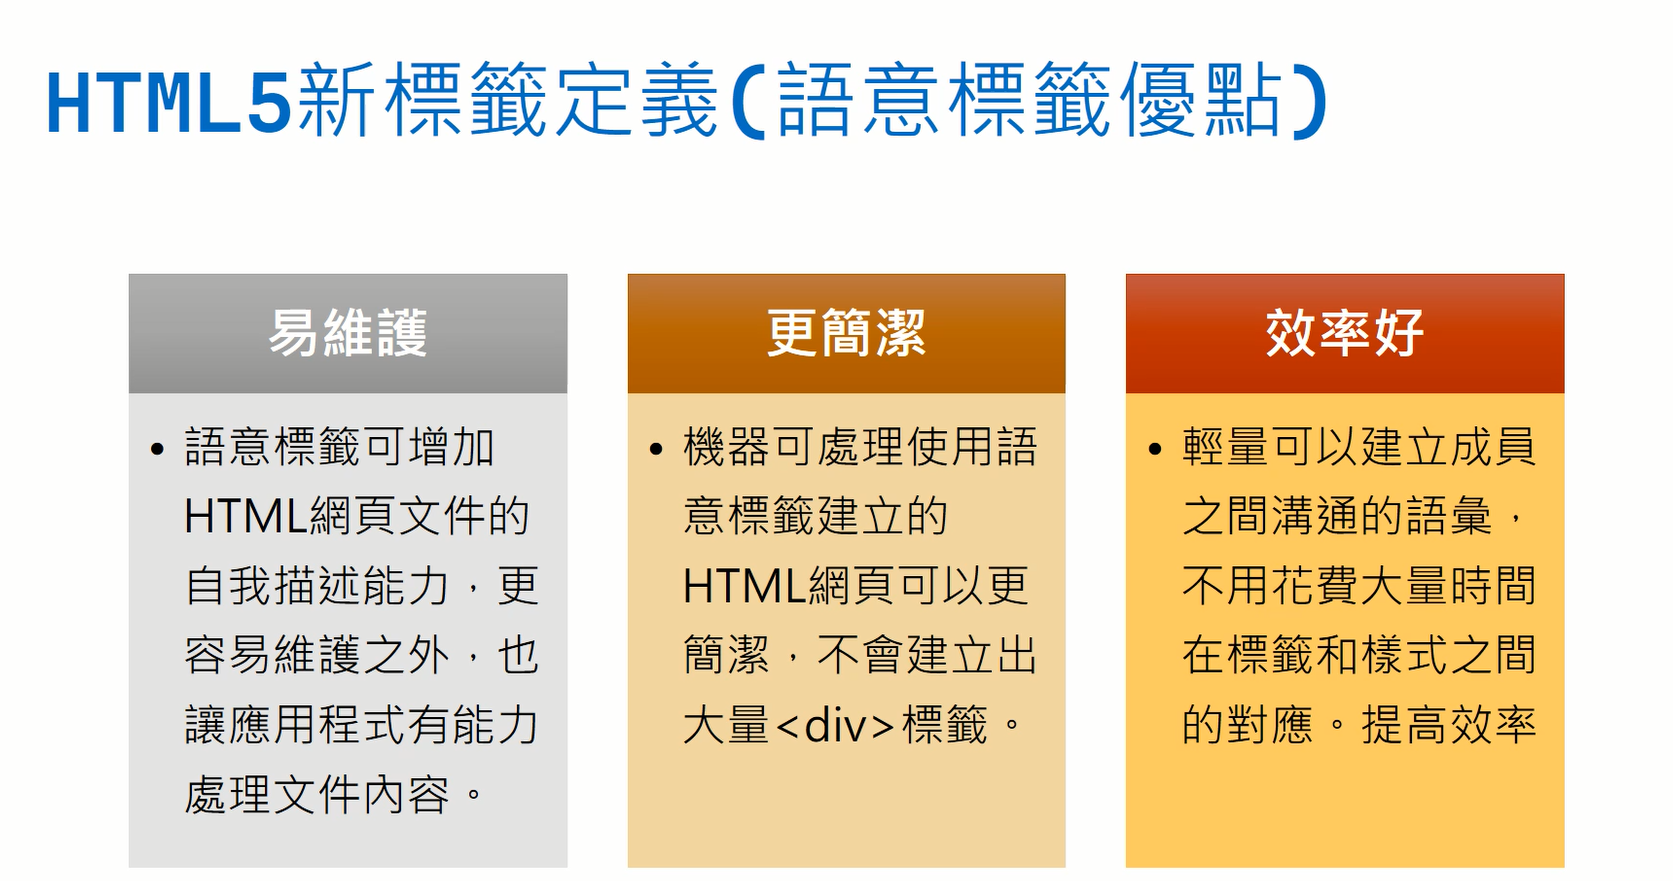 HTML5新標籤定義(語意標籤優點)
易維護
• 語意標籤可增加
HTML網頁文件的
自我描述能力，更
容易維護之外，也
讓應用程式有能力
處理文件內容。
更簡潔
• 機器可處理使用語
意標籤建立的
HTML網頁可以更
簡潔，不會建立出
大量<div>標籤。
效率好
• 輕量可以建立成員
之間溝通的語彙，
不用花費大量時間
在標籤和樣式之間
的對應。提高效率